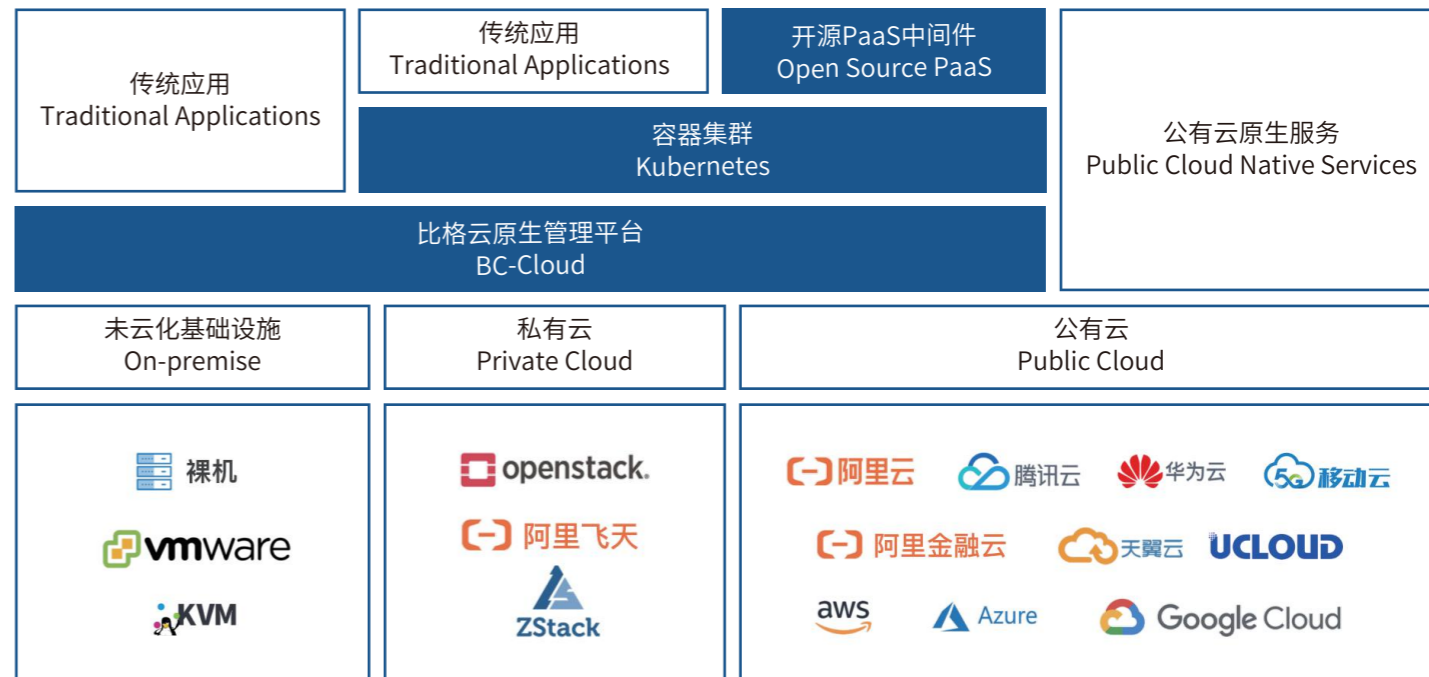 传统应用
Traditional Applications
传统应用
Traditional Applications
开源PaaS中间件
Open Source PaaS
容器集群
Kubernetes
公有云原生服务
Public Cloud Native Services
比格云原生管理平台
BC-Cloud
未云化基础设施
On-premise
私有云
Private Cloud
公有云
Public Cloud
裸机
vmware
KVM
openstack.
阿里飞天
ZStack
阿里云
腾讯云
华为云
5G 移动云
阿里金融云
天翼云
UCLOUD
aws
Azure
Google Cloud